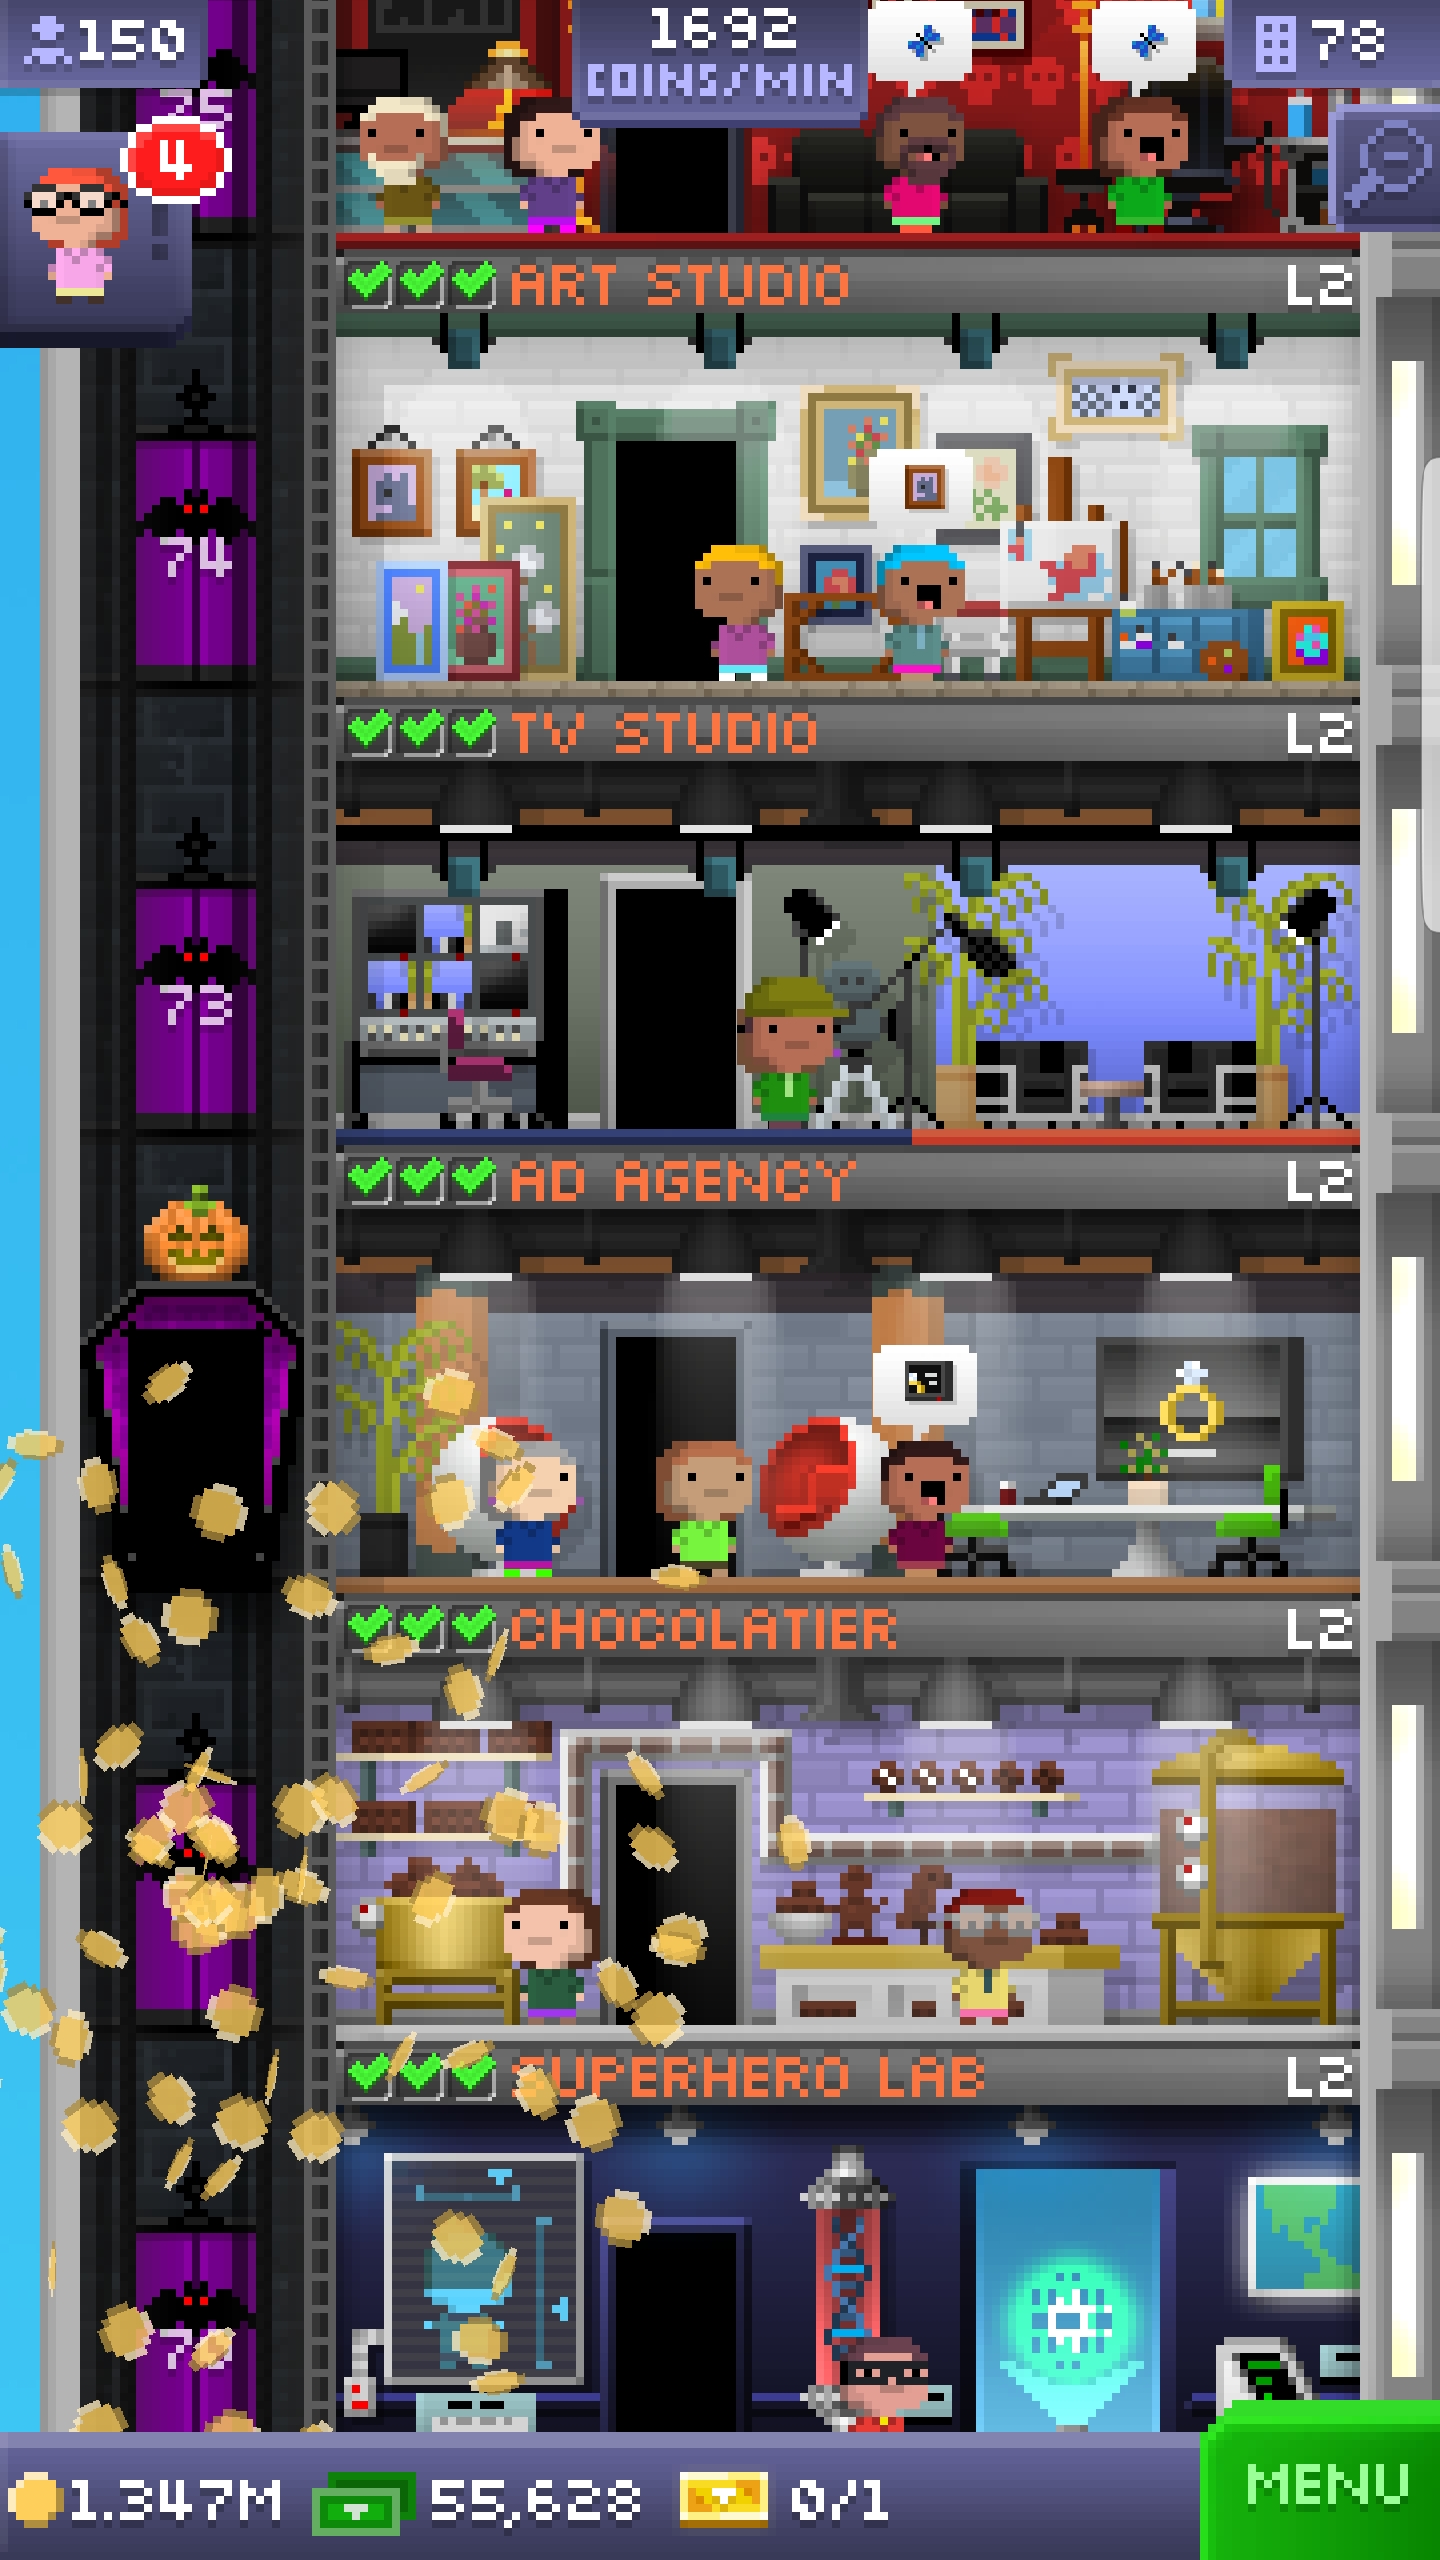 150
1692
COINS/MIN
78
75
4
ART STUDIO L2
74
TV STUDIO L2
73
AD AGENCY L2
CHOCOLATIER L2
SUPERHERO LAB L2
1.347M 55,628 0/1 MENU